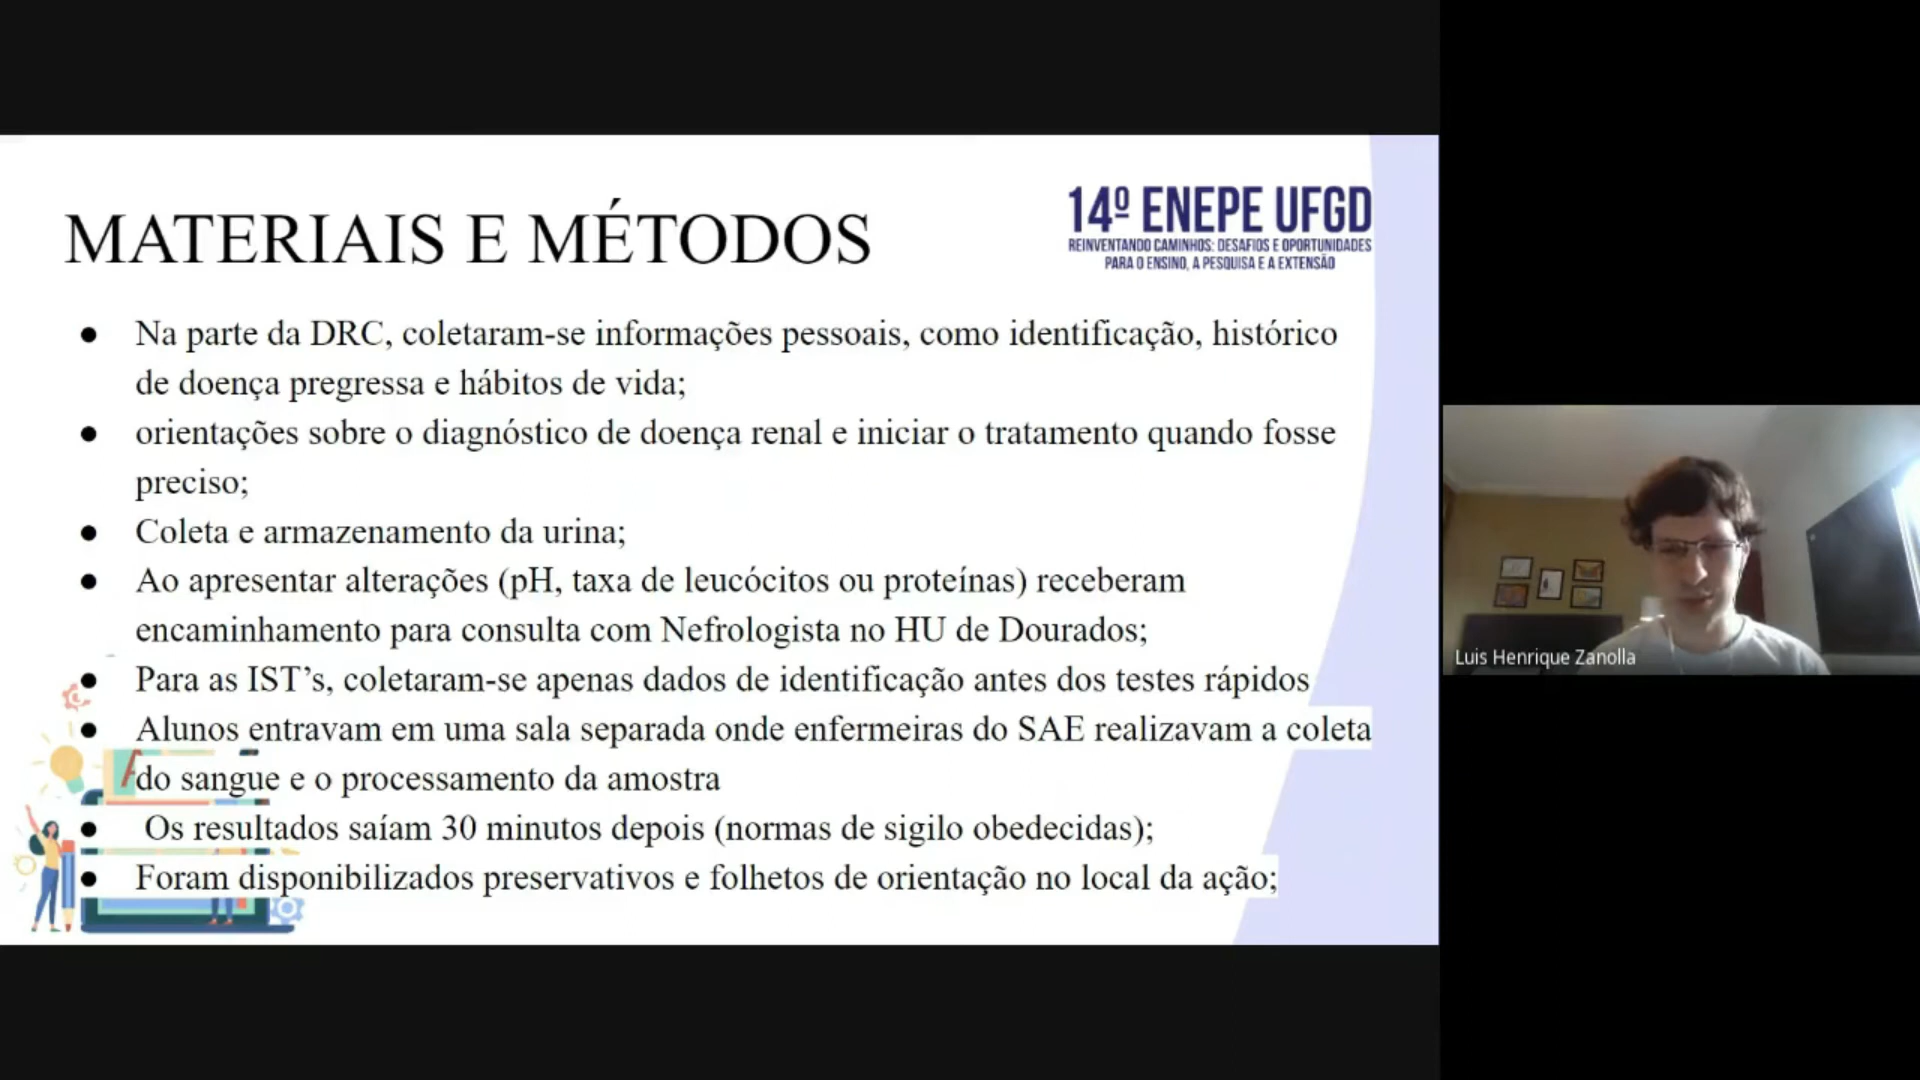 MATERIAIS E MÉTODOS
14º ENEPE UFGD
REINVENTANDO CAMINHOS: DESAFIOS E OPORTUNIDADES
PARA O ENSINO, A PESQUISA E A EXTENSÃO
● Na parte da DRC, coletaram-se informações pessoais, como identificação, histórico
de doença pregressa e hábitos de vida;
● orientações sobre o diagnóstico de doença renal e iniciar o tratamento quando fosse
preciso;
● Coleta e armazenamento da urina;
● Ao apresentar alterações (pH, taxa de leucócitos ou proteínas) receberam
encaminhamento para consulta com Nefrologista no HU de Dourados;
● Para as IST’s, coletaram-se apenas dados de identificação antes dos testes rápidos
● Alunos entravam em uma sala separada onde enfermeiras do SAE realizavam a coleta
do sangue e o processamento da amostra
● Os resultados saíam 30 minutos depois (normas de sigilo obedecidas);
● Foram disponibilizados preservativos e folhetos de orientação no local da ação;
Luis Henrique Zanolla